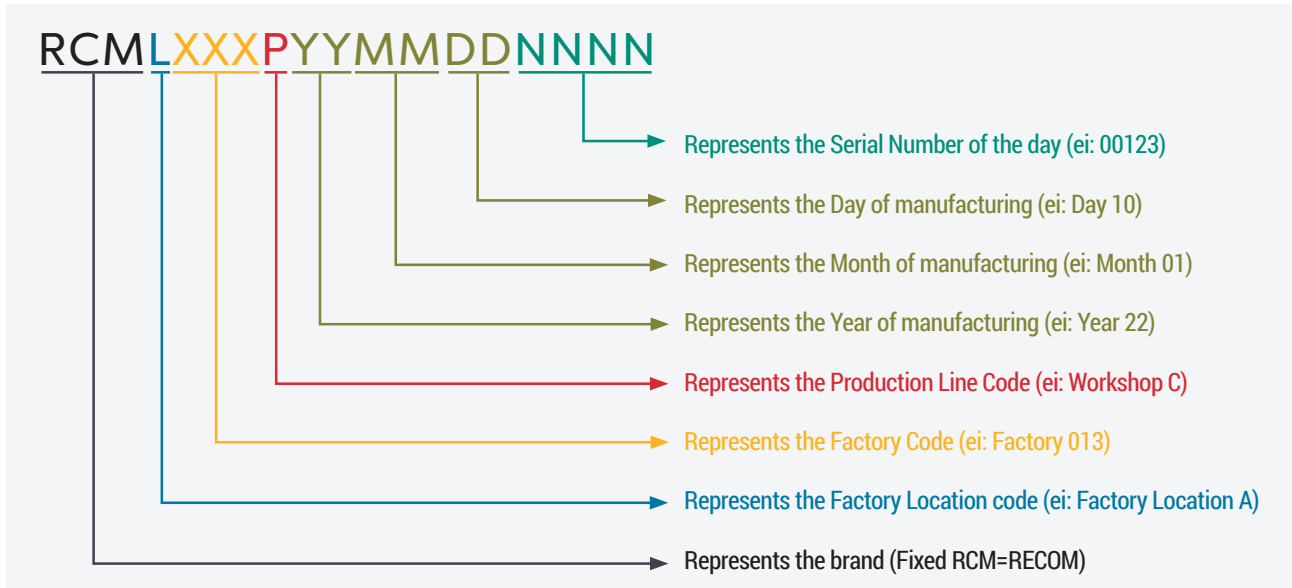 RCMLXXXPYYMMDDNNNN
Represents the Serial Number of the day (ei: 00123)
Represents the Day of manufacturing (ei: Day 10)
Represents the Month of manufacturing (ei: Month 01)
Represents the Year of manufacturing (ei: Year 22)
Represents the Production Line Code (ei: Workshop C)
Represents the Factory Code (ei: Factory 013)
Represents the Factory Location code (ei: Factory Location A)
Represents the brand (Fixed RCM=RECOM)